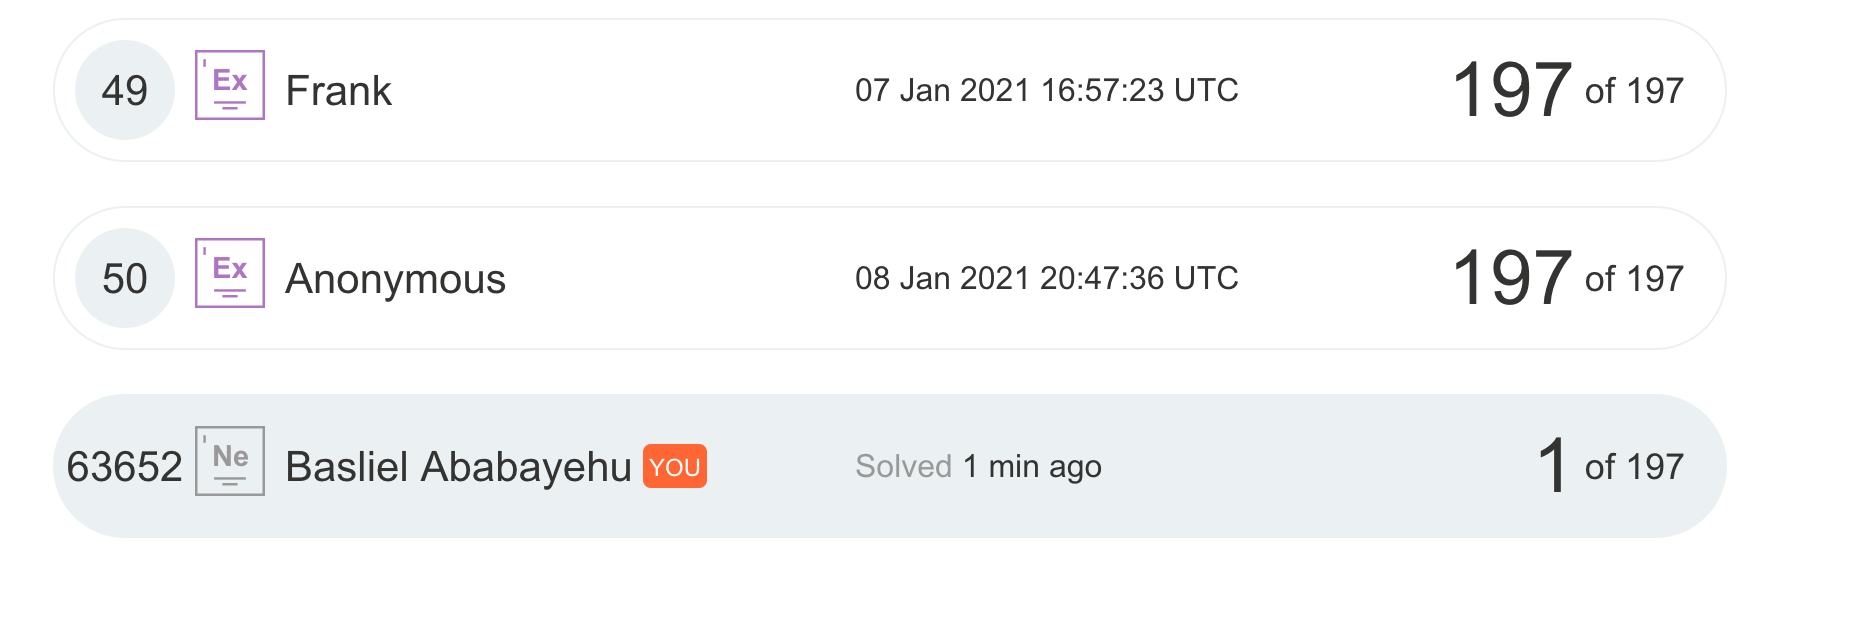 49 Ex Frank 07 Jan 2021 16:57:23 UTC 197 of 197
50 Ex Anonymous 08 Jan 2021 20:47:36 UTC 197 of 197
63652 Ne Basliel Ababayehu YOU Solved 1 min ago 1 of 197